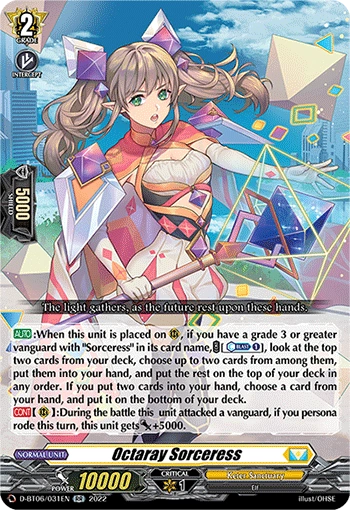 2
GRADE
INTERCEPT
5000
SHIELD
The light gathers, as the future rest upon these hands.
AUTO:When this unit is placed on R, if you have a grade 3 or greater
vanguard with "Sorceress" in its card name, [C BLAST 1], look at the top
two cards from your deck, choose up to two cards from among them,
put them into your hand, and put the rest on the top of your deck in
any order. If you put two cards into your hand, choose a card from
your hand, and put it on the bottom of your deck.
CONT[R]:During the battle this unit attacked a vanguard, if you persona
rode this turn, this unit gets +5000.
NORMAL UNIT
Octaray Sorceress
POWER 10000
CRITICAL
1
Keter Sanctuary
Elf
D-BT06/031EN RR 2022
illust/OHSE